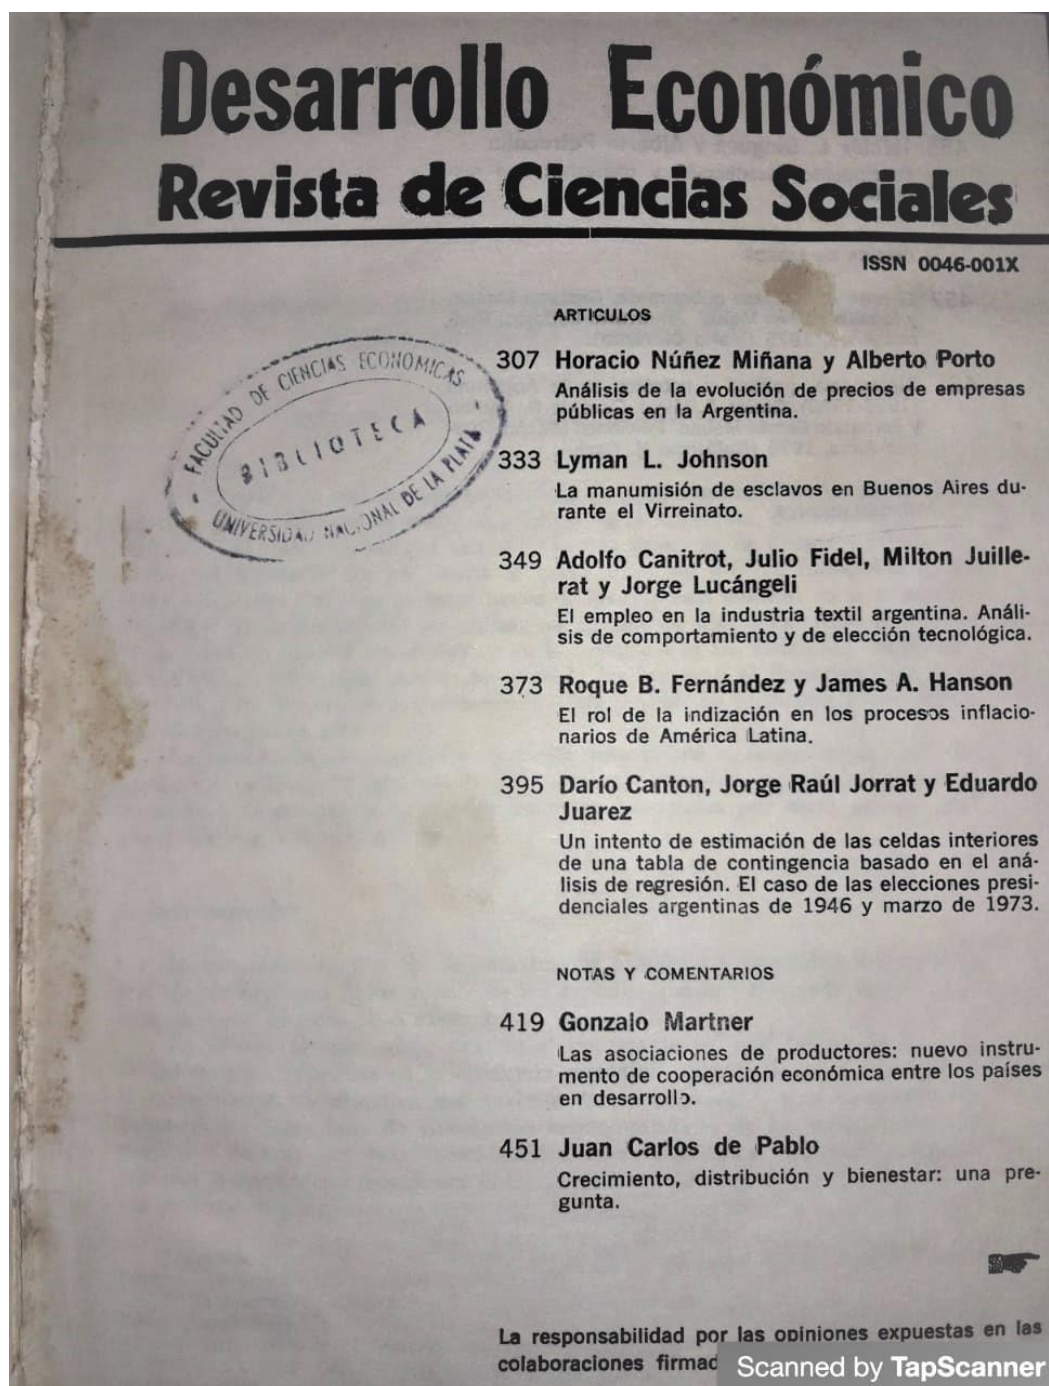 Desarrollo Económico
Revista de Ciencias Sociales
ISSN 0046-001X
ARTICULOS
FACULTAD DE CIENCIAS ECONOMICAS
BIBLIOTECA
UNIVERSIDAD NACIONAL DE LA PLATA
307 Horacio Núñez Miñana y Alberto Porto
Análisis de la evolución de precios de empresas
públicas en la Argentina.
333 Lyman L. Johnson
La manumisión de esclavos en Buenos Aires du-
rante el Virreinato.
349 Adolfo Canitrot, Julio Fidel, Milton Juille-
rat y Jorge Lucángeli
El empleo en la industria textil argentina. Análi-
sis de comportamiento y de elección tecnológica.
373 Roque B. Fernández y James A. Hanson
El rol de la indización en los procesos inflacio-
narios de América Latina.
395 Darío Canton, Jorge Raúl Jorrat y Eduardo
Juarez
Un intento de estimación de las celdas interiores
de una tabla de contingencia basado en el aná-
lisis de regresión. El caso de las elecciones presi-
denciales argentinas de 1946 y marzo de 1973.
NOTAS Y COMENTARIOS
419 Gonzalo Martner
Las asociaciones de productores: nuevo instru-
mento de cooperación económica entre los países
en desarrollo.
451 Juan Carlos de Pablo
Crecimiento, distribución y bienestar: una pre-
gunta.
La responsabilidad por las opiniones expuestas en las
colaboraciones
Scanned by TapScanner